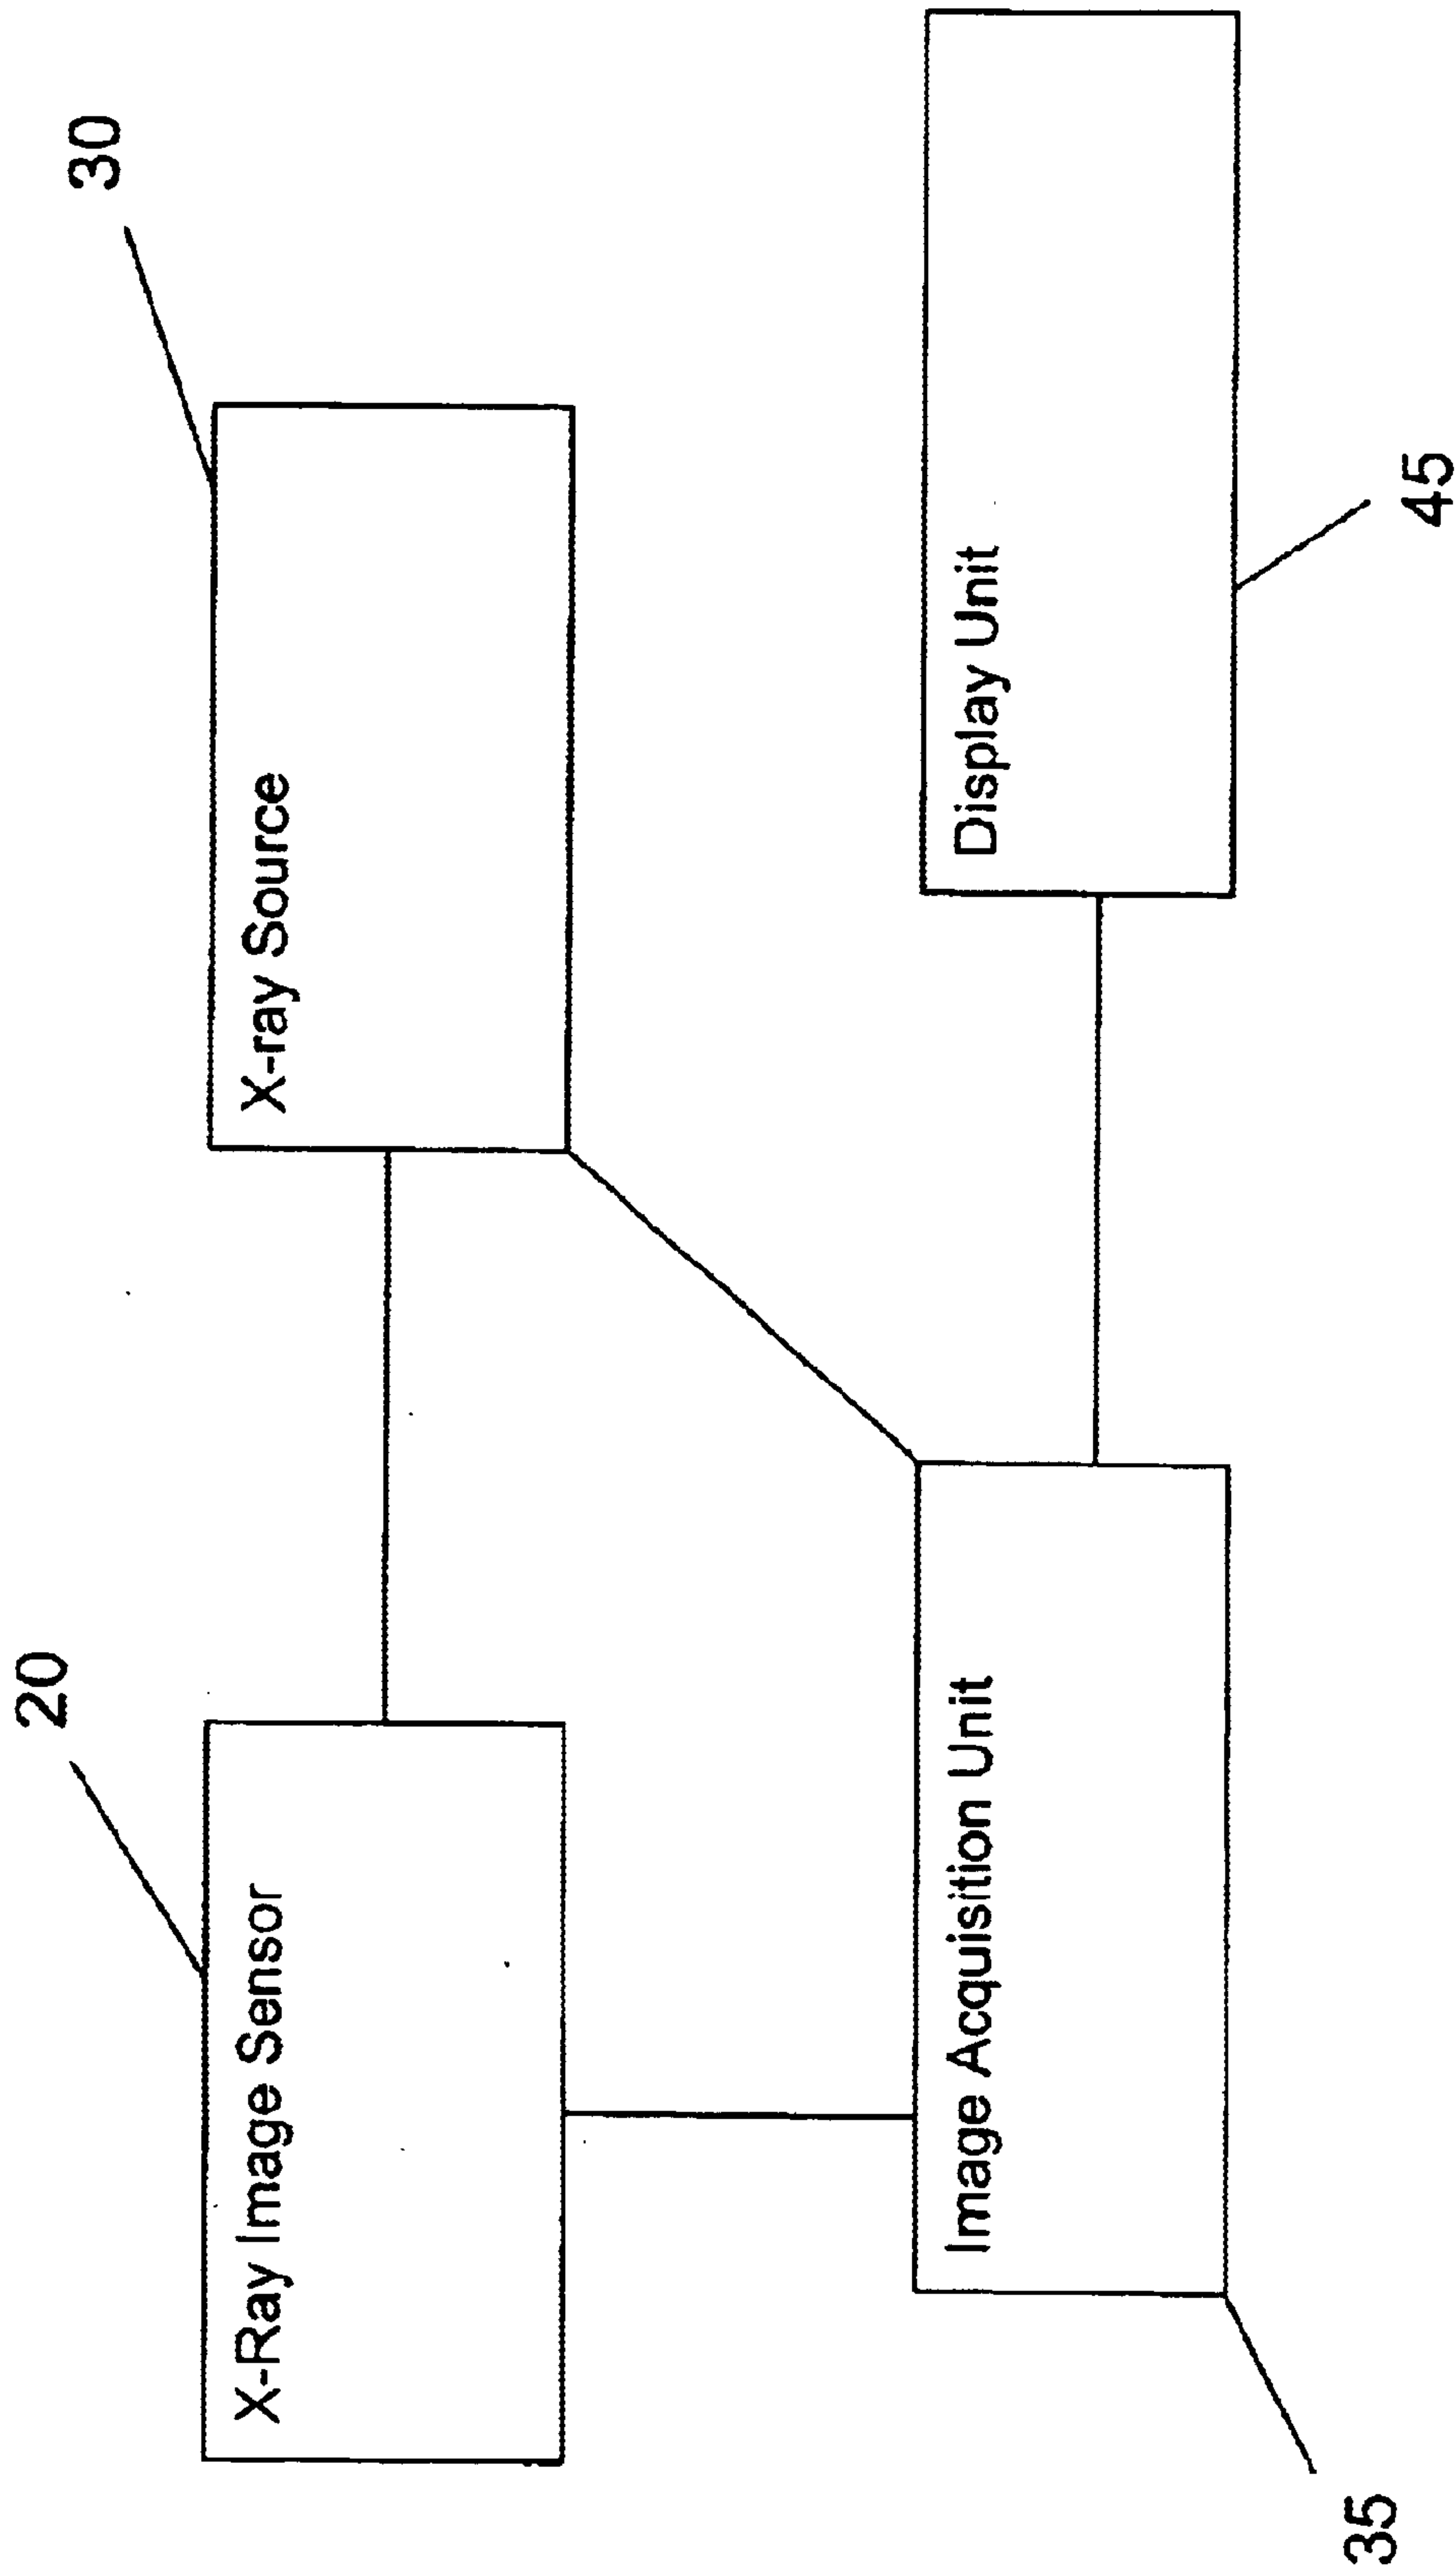 20
30
X-Ray Image Sensor
X-ray Source
Image Acquisition Unit
Display Unit
35
45